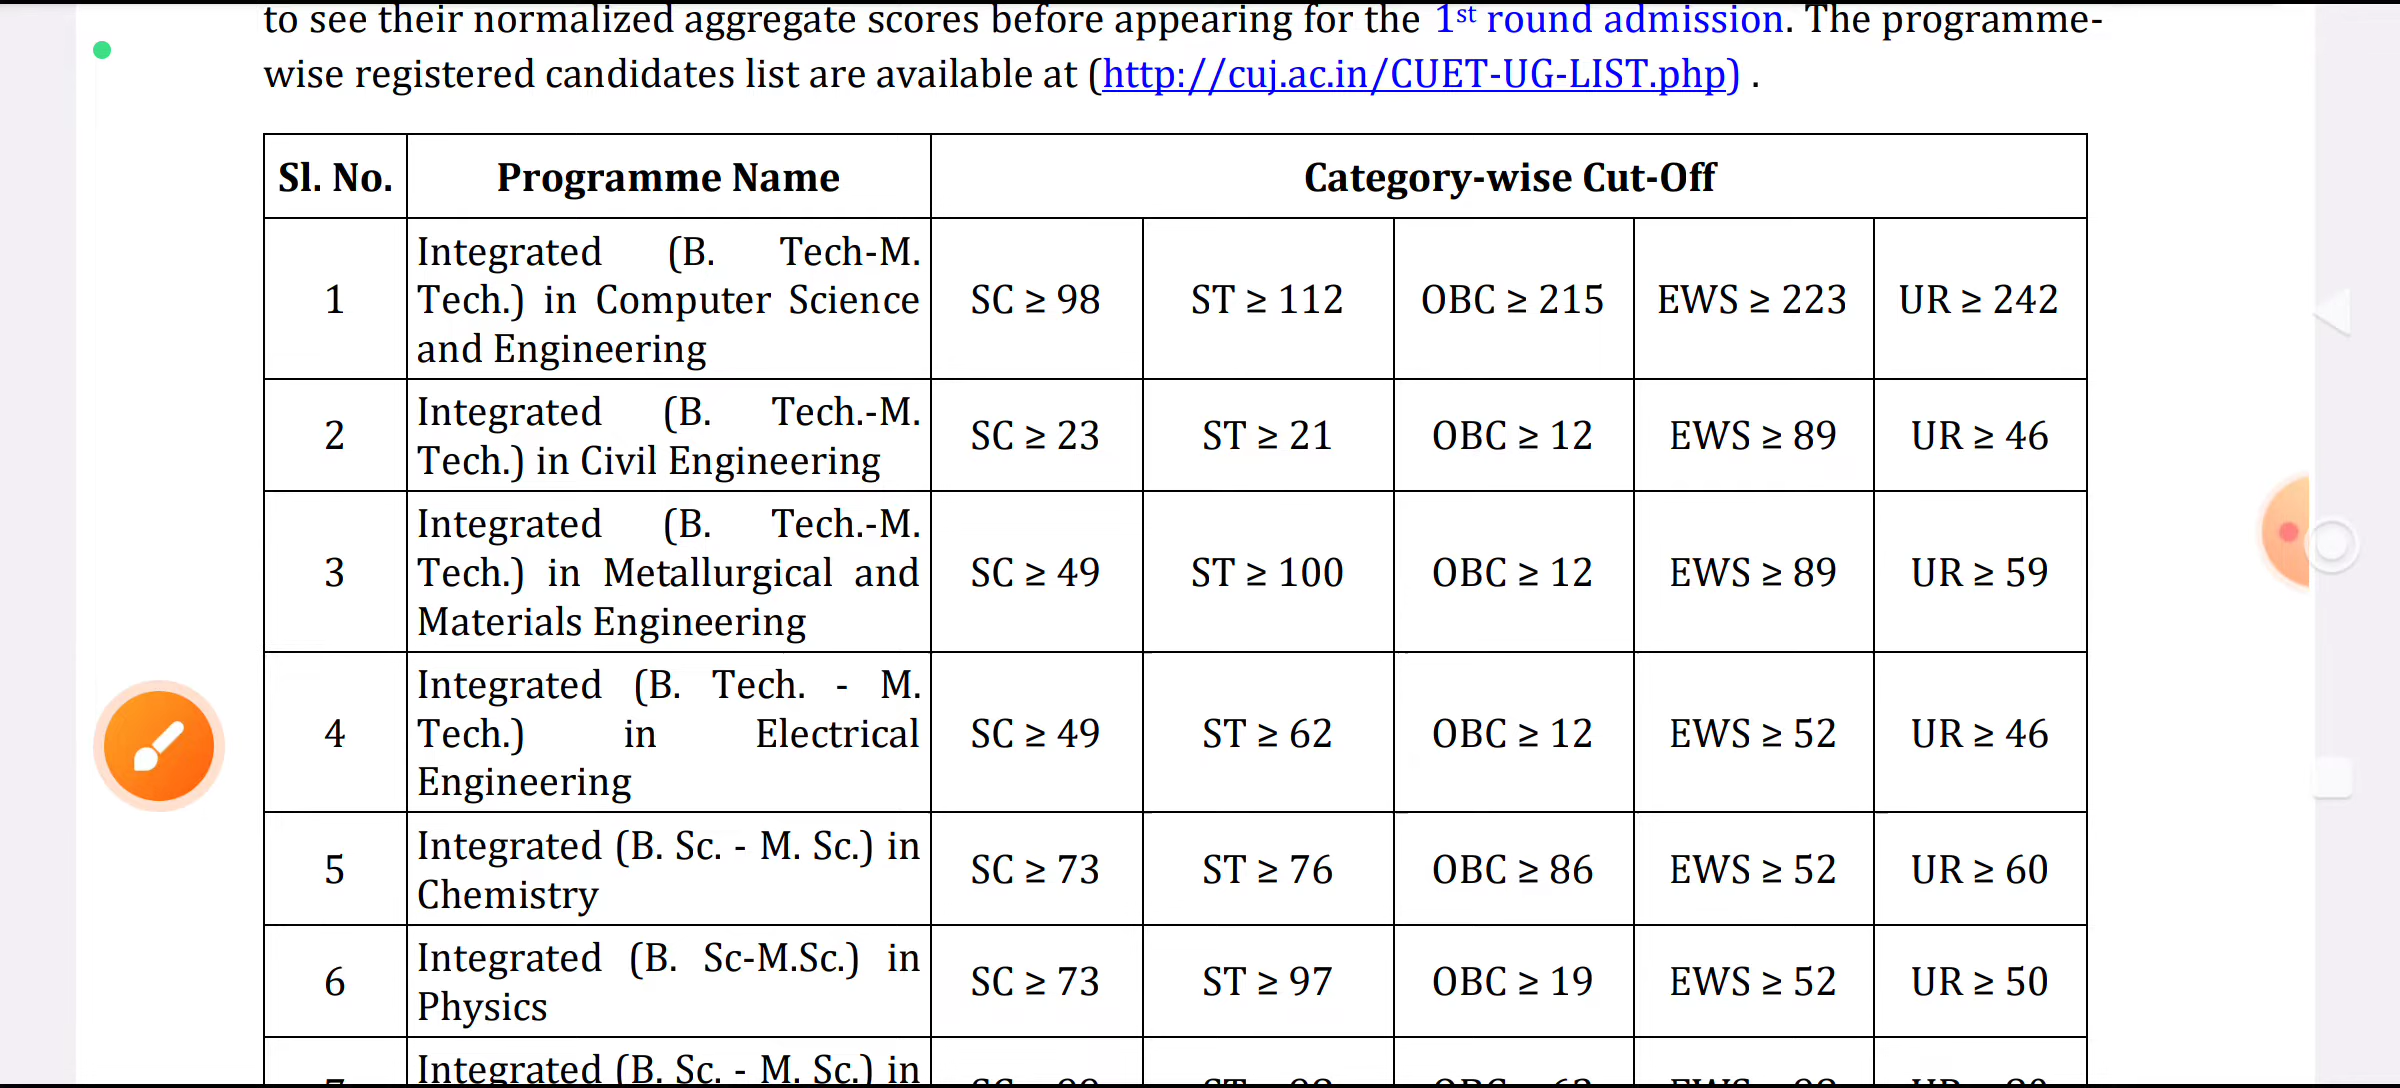 to see their normalized aggregate scores before appearing for the 1st round admission. The programme-
wise registered candidates list are available at (http://cuj.ac.in/CUET-UG-LIST.php) .
Sl. No. Programme Name Category-wise Cut-Off
1 Integrated (B. Tech-M. Tech.) in Computer Science and Engineering SC ≥ 98 ST ≥ 112 OBC ≥ 215 EWS ≥ 223 UR ≥ 242
2 Integrated (B. Tech.-M. Tech.) in Civil Engineering SC ≥ 23 ST ≥ 21 OBC ≥ 12 EWS ≥ 89 UR ≥ 46
3 Integrated (B. Tech.-M. Tech.) in Metallurgical and Materials Engineering SC ≥ 49 ST ≥ 100 OBC ≥ 12 EWS ≥ 89 UR ≥ 59
4 Integrated (B. Tech. - M. Tech.) in Electrical Engineering SC ≥ 49 ST ≥ 62 OBC ≥ 12 EWS ≥ 52 UR ≥ 46
5 Integrated (B. Sc. - M. Sc.) in Chemistry SC ≥ 73 ST ≥ 76 OBC ≥ 86 EWS ≥ 52 UR ≥ 60
6 Integrated (B. Sc-M.Sc.) in Physics SC ≥ 73 ST ≥ 97 OBC ≥ 19 EWS ≥ 52 UR ≥ 50
Integrated (B. Sc. - M. Sc.) in